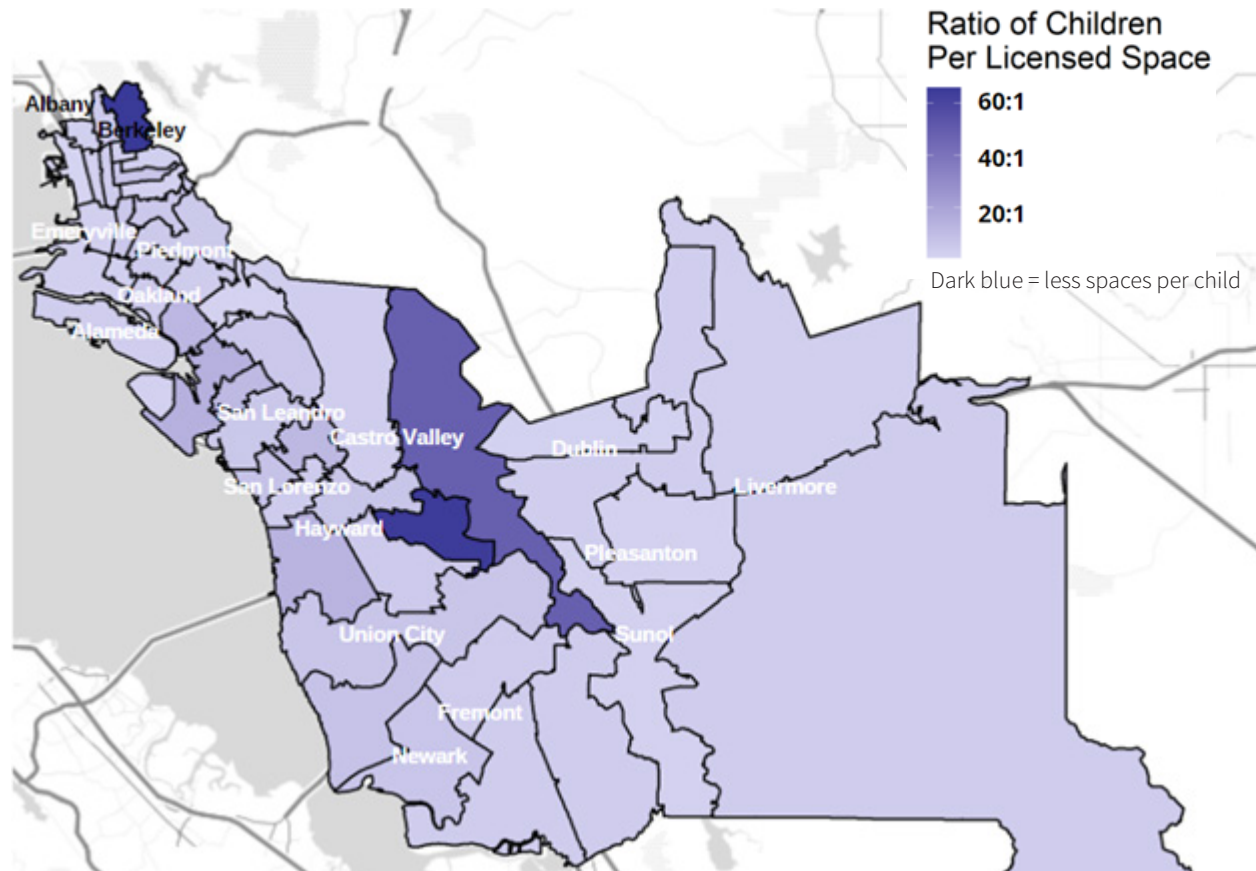 Ratio of Children
Per Licensed Space
60:1
40:1
20:1
Dark blue = less spaces per child
Albany
Berkeley
Emeryville
Piedmont
Oakland
Alameda
San Leandro
Castro Valley
Dublin
San Lorenzo
Livermore
Hayward
Pleasanton
Union City
Sunol
Fremont
Newark